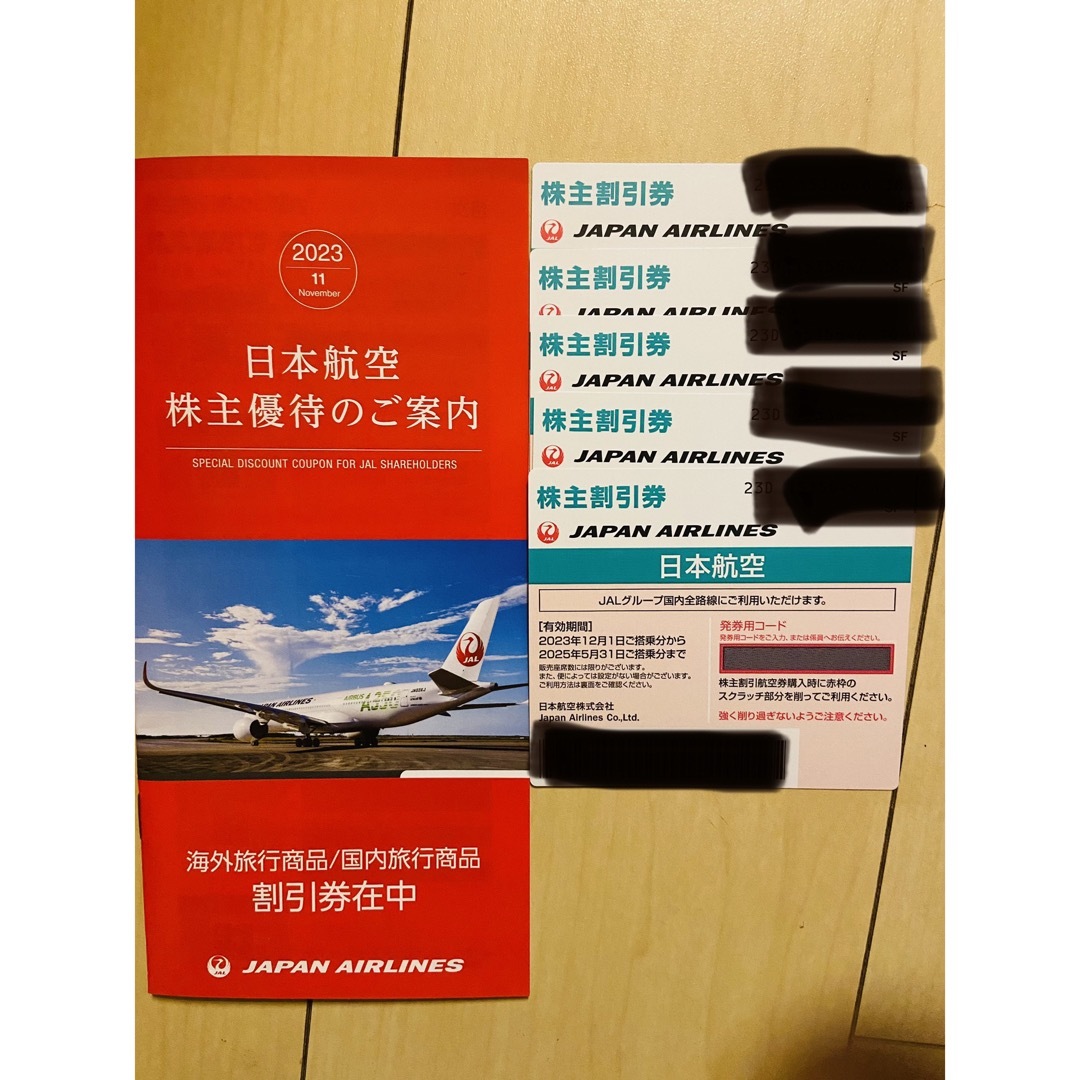 2023
11
November
日本航空
株主優待のご案内
SPECIAL DISCOUNT COUPON FOR JAL SHAREHOLDERS
JAL
JAPAN AIRLINES
AIRBUS A350
海外旅行商品/国内旅行商品
割引券在中
JAL
JAPAN AIRLINES
株主割引券
2
JAL
JAPAN AIRLINES
株主割引券
23
SF
JAPAN AIRLINES
株主割引券
23D
SF
JAL
JAPAN AIRLINES
株主割引券
23D
SF
JAL
JAPAN AIRLINES
株主割引券
23D
SF
JAL
JAPAN AIRLINES
日本航空
JALグループ国内全路線にご利用いただけます。
[有効期間]
2023年12月1日ご搭乗分から
2025年5月31日ご搭乗分まで
販売座席数には限りがございます。
また、便によっては設定がない場合がございます。
ご利用方法は裏面をご確認ください。
日本航空株式会社
Japan Airlines Co.,Ltd.
発券用コード
発券用コードをご入力、または係員へお伝えください。
株主割引航空券購入時に赤枠の
スクラッチ部分を削ってご利用ください。
強く削り過ぎないようご注意ください。